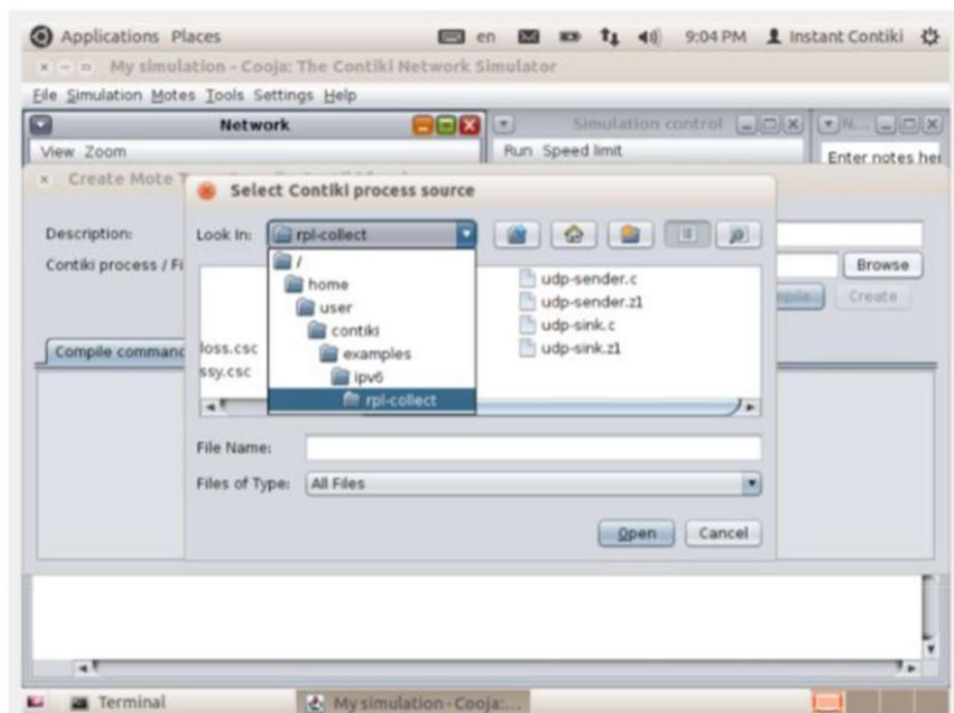 Applications Places en 9:04 PM Instant Contiki
My simulation - Cooja: The Contiki Network Simulator
File Simulation Motes Tools Settings Help
Network Simulation control N...
View Zoom Run Speed limit Enter notes her
Create Mote
Select Contiki process source
Description: Look In: rpl-collect
Contiki process / Fi / udp-sender.c Browse
home udp-sender.z1 Create
user udp-sink.c
contiki udp-sink.z1
Compile command loss.csc examples
ssy.csc ipv6
rpl-collect
File Name:
Files of Type: All Files
Open Cancel
Terminal My simulation - Cooja:...